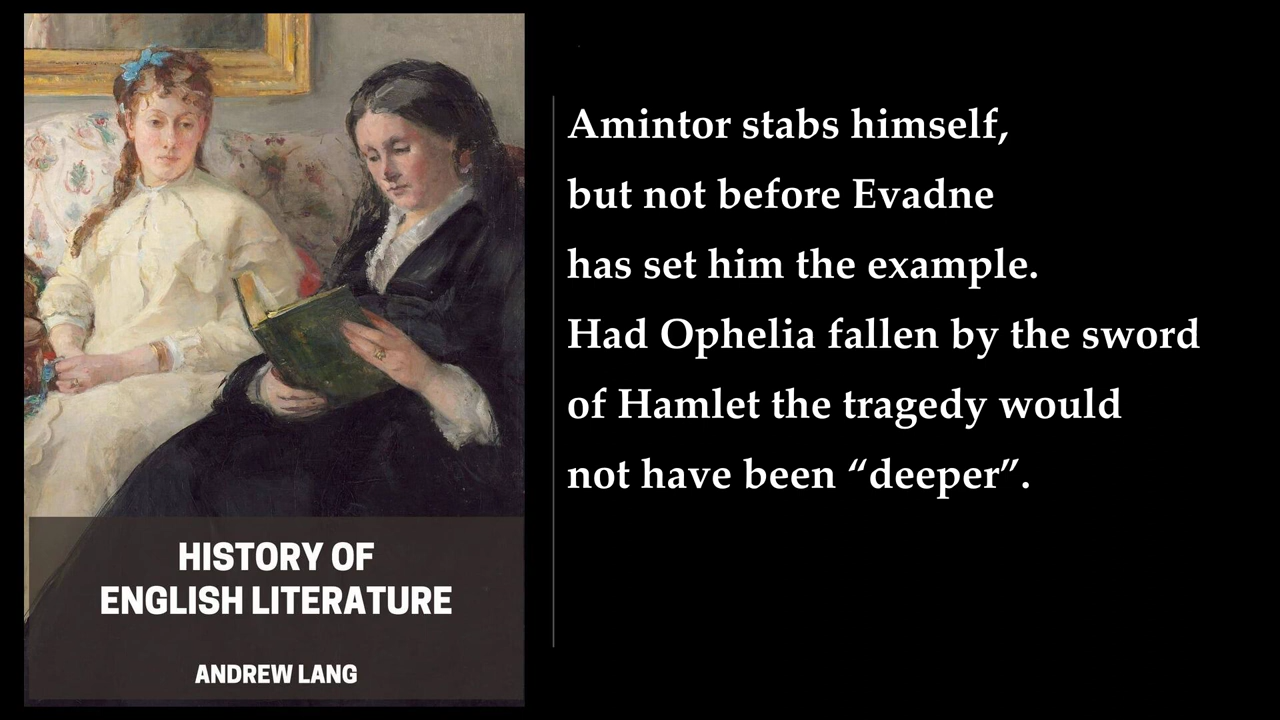 HISTORY OF
ENGLISH LITERATURE
ANDREW LANG
Amintor stabs himself,
but not before Evadne
has set him the example.
Had Ophelia fallen by the sword
of Hamlet the tragedy would
not have been “deeper”.